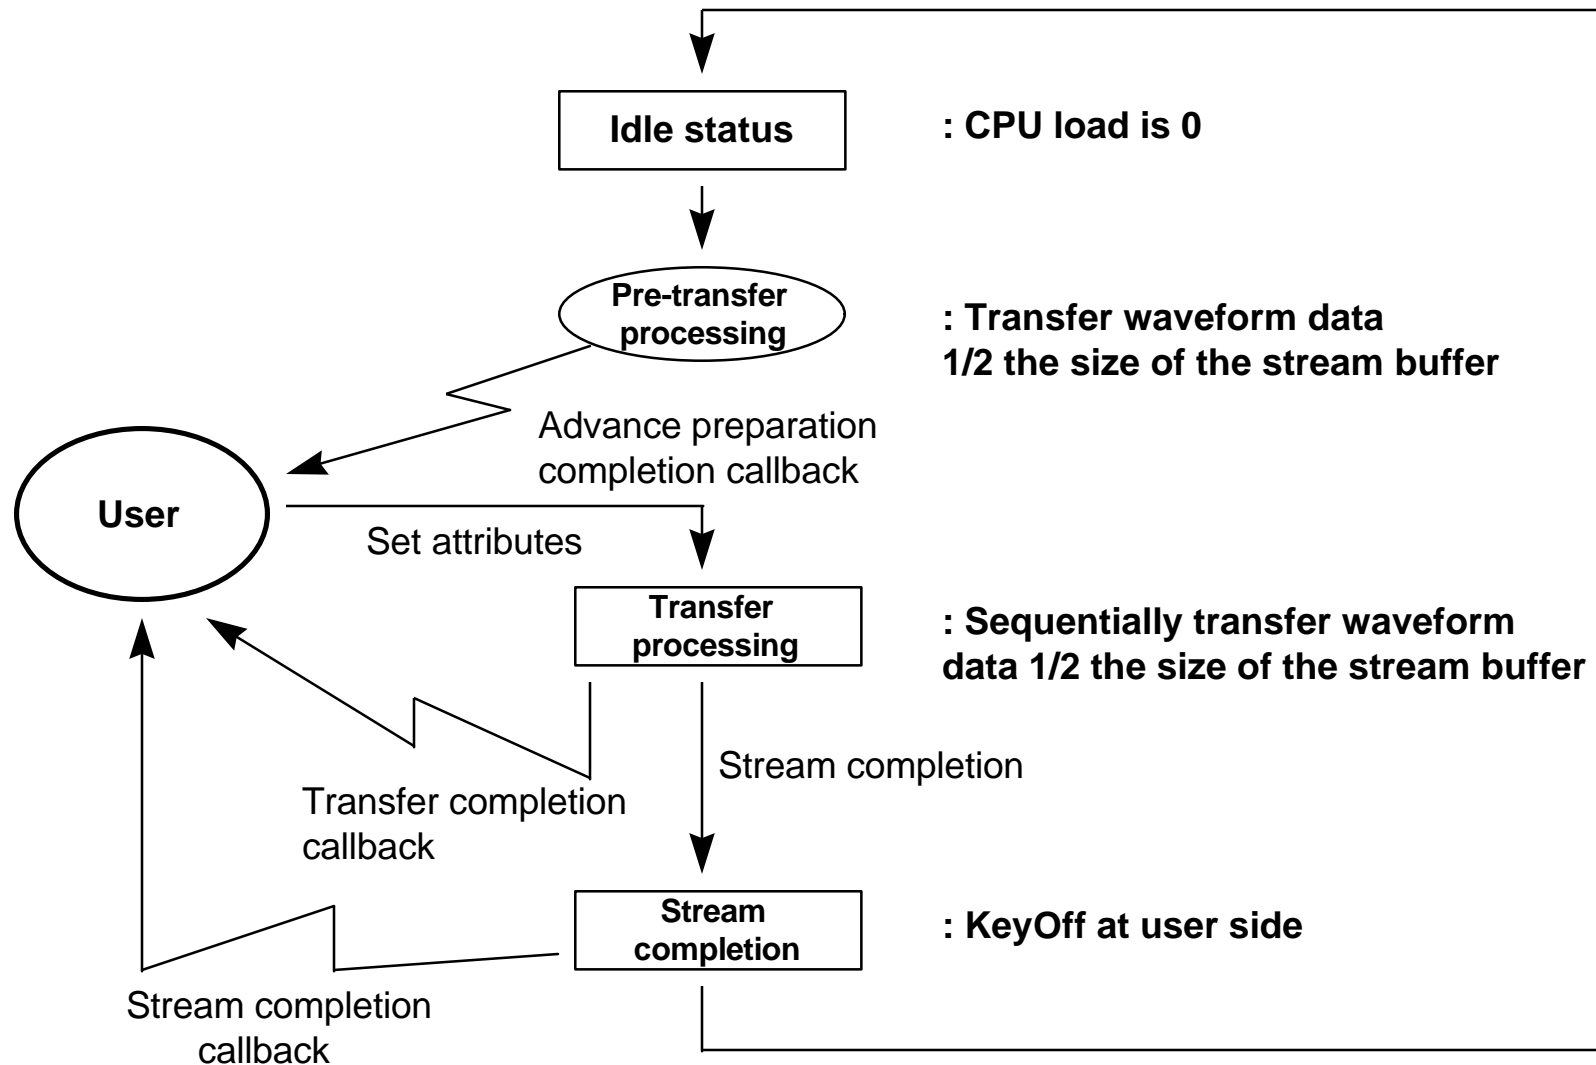 Idle status
: CPU load is 0
Pre-transfer
processing
: Transfer waveform data
1/2 the size of the stream buffer
Advance preparation
completion callback
User
Set attributes
Transfer
processing
: Sequentially transfer waveform
data 1/2 the size of the stream buffer
Stream completion
Transfer completion
callback
Stream
completion
: KeyOff at user side
Stream completion
callback